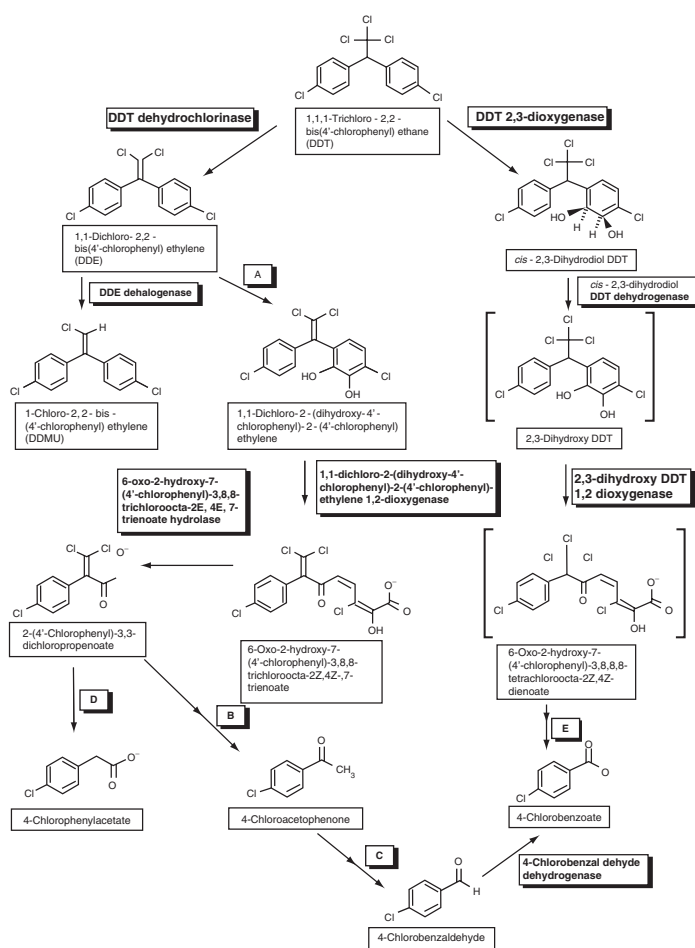 Cl
Cl Cl
Cl Cl
DDT dehydrochlorinase
1,1,1-Trichloro - 2,2 -
bis(4'-chlorophenyl) ethane
(DDT)
DDT 2,3-dioxygenase
Cl Cl
Cl Cl
1,1-Dichloro- 2,2 -
bis(4'-chlorophenyl) ethylene
(DDE)
Cl
Cl Cl
Cl HO H H OH Cl
cis - 2,3-Dihydrodiol DDT
A
DDE dehalogenase
cis - 2,3-dihydrodiol
DDT dehydrogenase
Cl H
Cl Cl
1-Chloro-2,2- bis -
(4'-chlorophenyl) ethylene
(DDMU)
Cl Cl
Cl HO OH Cl
1,1-Dichloro-2-(dihydroxy-4'-
chlorophenyl)-2-(4'-chlorophenyl)
ethylene
Cl
Cl Cl
Cl HO OH Cl
2,3-Dihydroxy DDT
6-oxo-2-hydroxy-7-
(4'-chlorophenyl)-3,8,8-
trichloroocta-2E, 4E, 7-
trienoate hydrolase
1,1-dichloro-2-(dihydroxy-4'-
chlorophenyl)-2-(4'-chlorophenyl)-
ethylene 1,2-dioxygenase
2,3-dihydroxy DDT
1,2 dioxygenase
Cl Cl O−
Cl O
2-(4'-Chlorophenyl)-3,3-
dichloropropenoate
Cl Cl
Cl O Cl O− O OH
6-Oxo-2-hydroxy-7-
(4'-chlorophenyl)-3,8,8-
trichloroocta-2Z,4Z-,7-
trienoate
Cl
Cl Cl
Cl O Cl O− O OH
6-Oxo-2-hydroxy-7-
(4'-chlorophenyl)-3,8,8,8-
tetrachloroocta-2Z,4Z-
dienoate
D
B
E
Cl O O−
4-Chlorophenylacetate
Cl O CH3
4-Chloroacetophenone
Cl O O
4-Chlorobenzoate
C
Cl O H
4-Chlorobenzaldehyde
4-Chlorobenzal dehyde
dehydrogenase